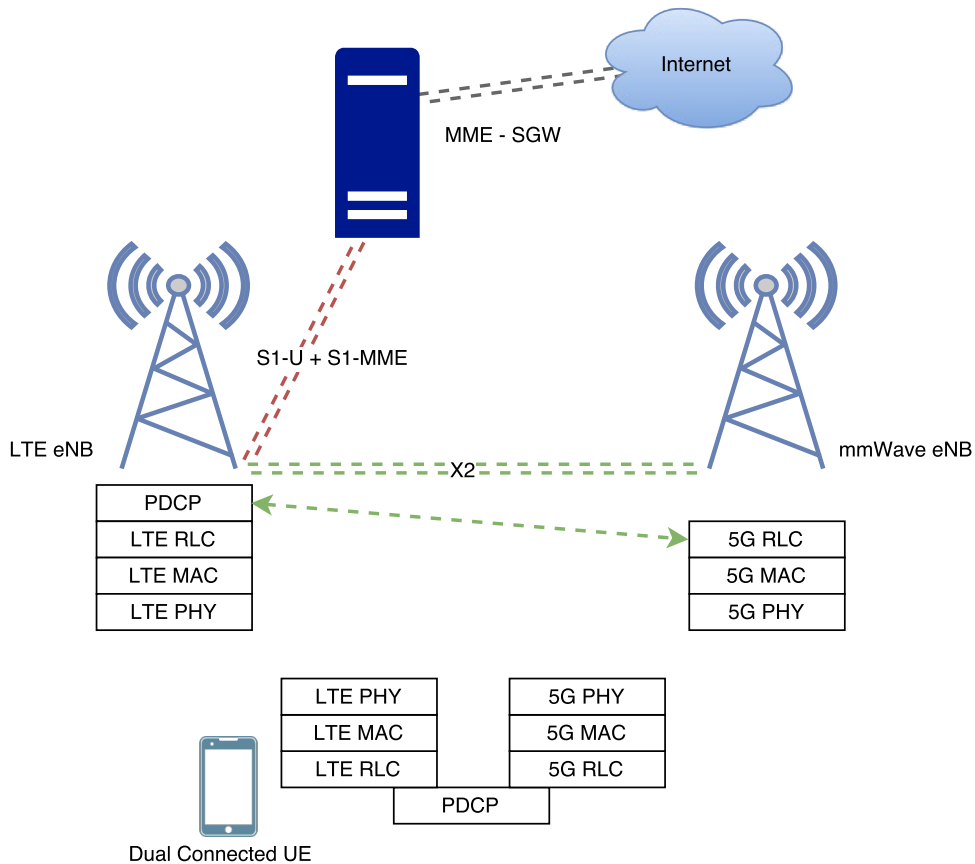 Internet
MME - SGW
S1-U + S1-MME
LTE eNB
mmWave eNB
X2
PDCP
LTE RLC
LTE MAC
LTE PHY
5G RLC
5G MAC
5G PHY
LTE PHY
LTE MAC
LTE RLC
5G PHY
5G MAC
5G RLC
PDCP
Dual Connected UE